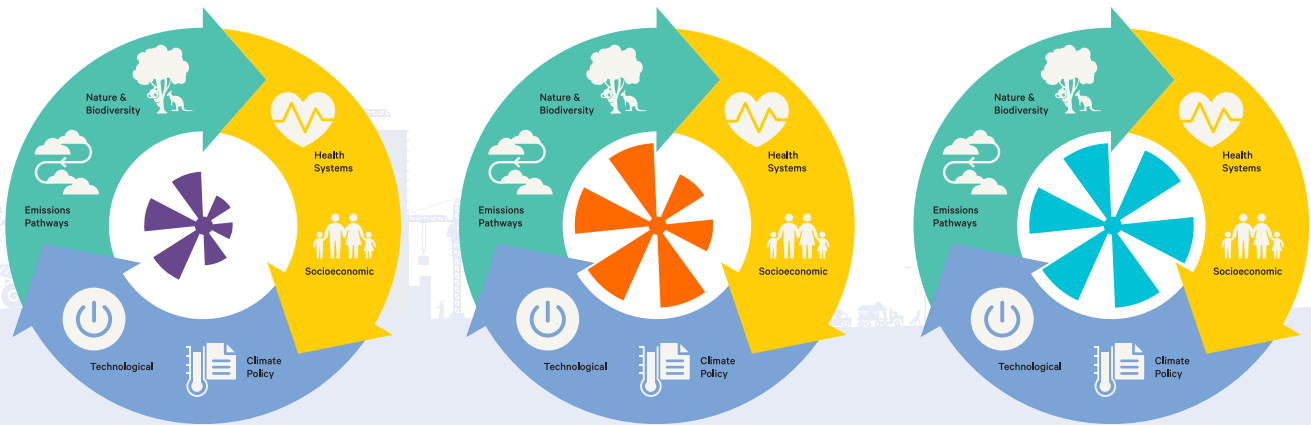 Nature &
Biodiversity
Health
Systems
Emissions
Pathways
Socioeconomic
Technological
Climate
Policy
Nature &
Biodiversity
Health
Systems
Emissions
Pathways
Socioeconomic
Technological
Climate
Policy
Nature &
Biodiversity
Health
Systems
Emissions
Pathways
Socioeconomic
Technological
Climate
Policy